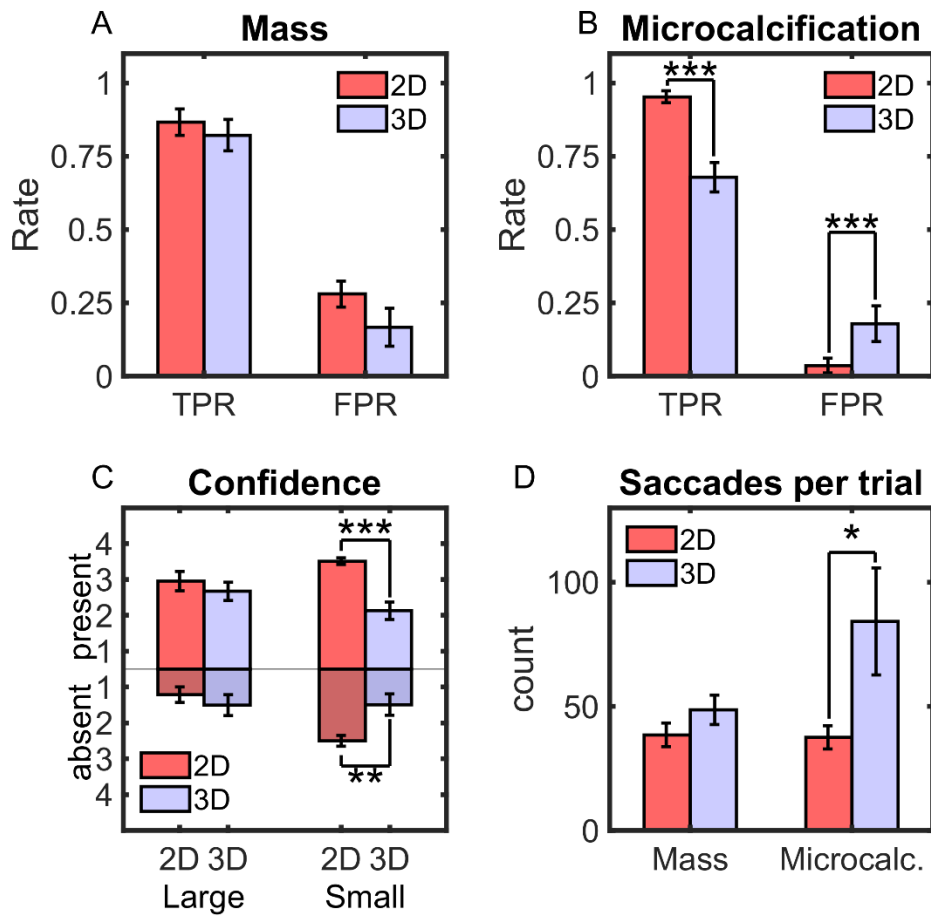 A Mass
2D
3D
Rate
1
0.75
0.5
0.25
0
TPR FPR
B Microcalcification
***
2D
3D
***
Rate
1
0.75
0.5
0.25
0
TPR FPR
C Confidence
***
present
4
3
2
1
absent
1
2
3
4
2D
3D
**
2D 3D 2D 3D
Large Small
D Saccades per trial
2D
3D
*
count
100
50
0
Mass Microcalc.